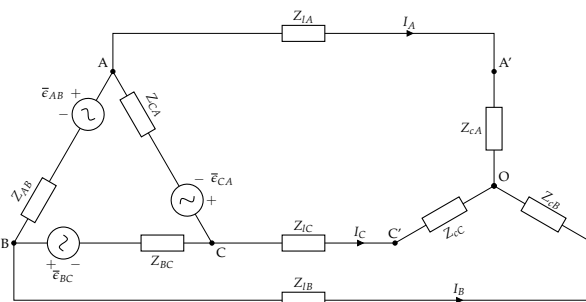 Z_{lA}
I_A
A
A′
ε̅_{AB}
+
−
Z_{CA}
Z_{cA}
−
ε̅_{CA}
+
O
Z_{AB}
Z_{cB}
Z_{cC}
B
+
−
ε̅_{BC}
Z_{BC}
C
Z_{lC}
I_C
C′
Z_{lB}
I_B